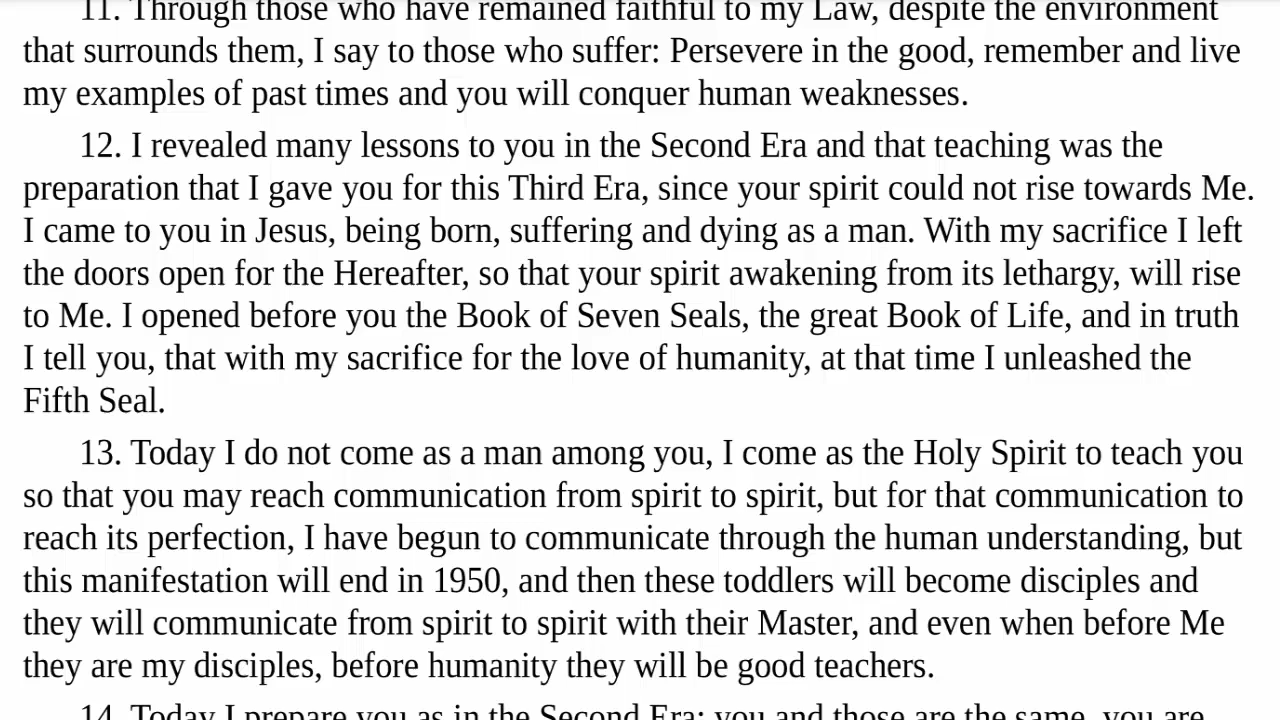 11. Through those who have remained faithful to my Law, despite the environment
that surrounds them, I say to those who suffer: Persevere in the good, remember and live
my examples of past times and you will conquer human weaknesses.
12. I revealed many lessons to you in the Second Era and that teaching was the
preparation that I gave you for this Third Era, since your spirit could not rise towards Me.
I came to you in Jesus, being born, suffering and dying as a man. With my sacrifice I left
the doors open for the Hereafter, so that your spirit awakening from its lethargy, will rise
to Me. I opened before you the Book of Seven Seals, the great Book of Life, and in truth
I tell you, that with my sacrifice for the love of humanity, at that time I unleashed the
Fifth Seal.
13. Today I do not come as a man among you, I come as the Holy Spirit to teach you
so that you may reach communication from spirit to spirit, but for that communication to
reach its perfection, I have begun to communicate through the human understanding, but
this manifestation will end in 1950, and then these toddlers will become disciples and
they will communicate from spirit to spirit with their Master, and even when before Me
they are my disciples, before humanity they will be good teachers.
14. Today I prepare you as in the Second Era; you and those are the same, you are